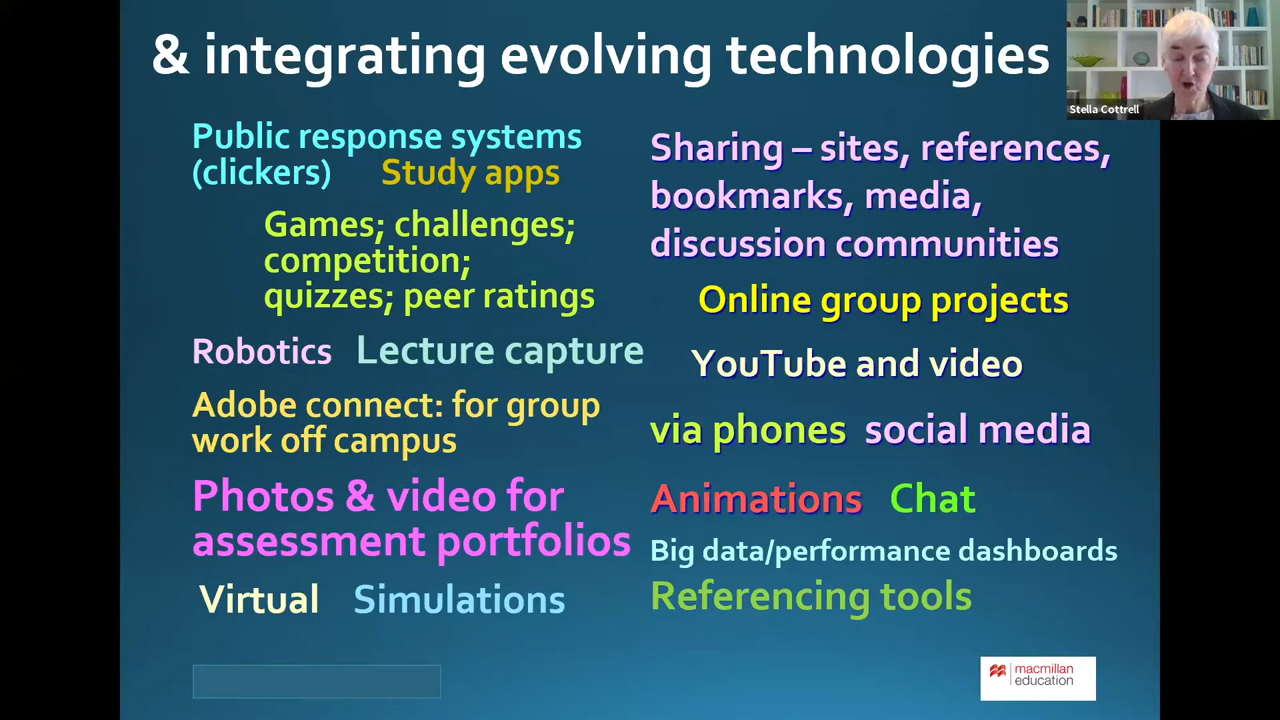 & integrating evolving technologies
Stella Cottrell
Public response systems
(clickers) Study apps
Games; challenges;
competition;
quizzes; peer ratings
Robotics Lecture capture
Adobe connect: for group
work off campus
Photos & video for
assessment portfolios
Virtual Simulations
Sharing – sites, references,
bookmarks, media,
discussion communities
Online group projects
YouTube and video
via phones social media
Animations Chat
Big data/performance dashboards
Referencing tools
macmillan
education